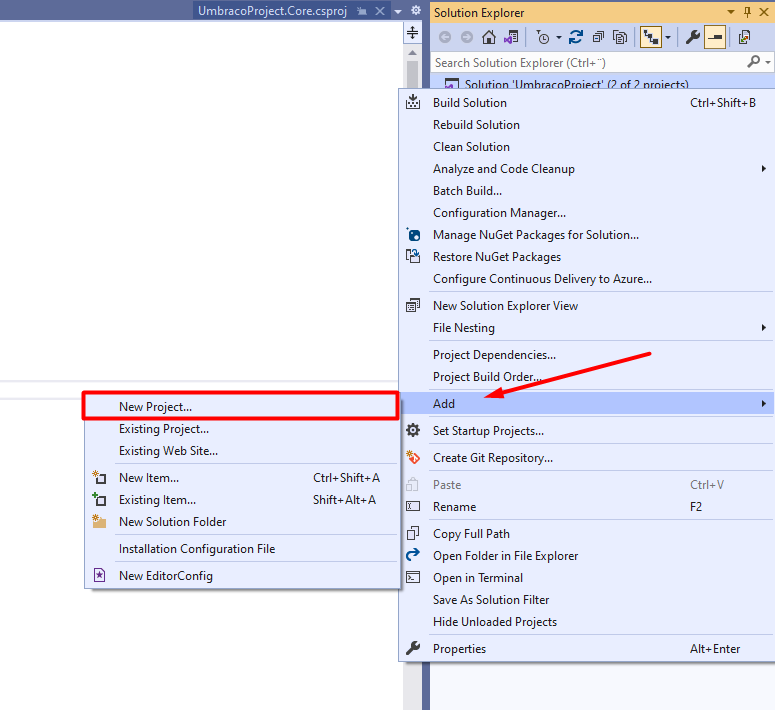 UmbracoProject.Core.csproj
Solution Explorer
Search Solution Explorer (Ctrl+¨)
Solution 'UmbracoProject' (2 of 2 projects)
Build Solution Ctrl+Shift+B
Rebuild Solution
Clean Solution
Analyze and Code Cleanup
Batch Build...
Configuration Manager...
Manage NuGet Packages for Solution...
Restore NuGet Packages
Configure Continuous Delivery to Azure...
New Solution Explorer View
File Nesting
Project Dependencies...
Project Build Order...
Add
Set Startup Projects...
Create Git Repository...
Paste Ctrl+V
Rename F2
Copy Full Path
Open Folder in File Explorer
Open in Terminal
Save As Solution Filter
Hide Unloaded Projects
Properties Alt+Enter
New Project...
Existing Project...
Existing Web Site...
New Item... Ctrl+Shift+A
Existing Item... Shift+Alt+A
New Solution Folder
Installation Configuration File
New EditorConfig